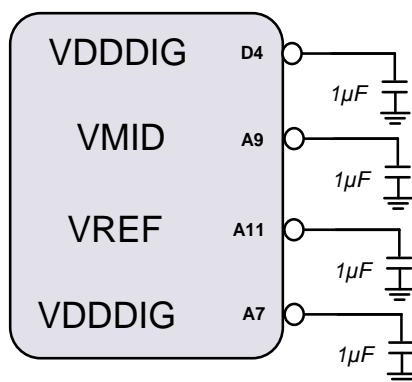 VDDDIG D4
1µF
VMID A9
1µF
VREF A11
1µF
VDDDIG A7
1µF